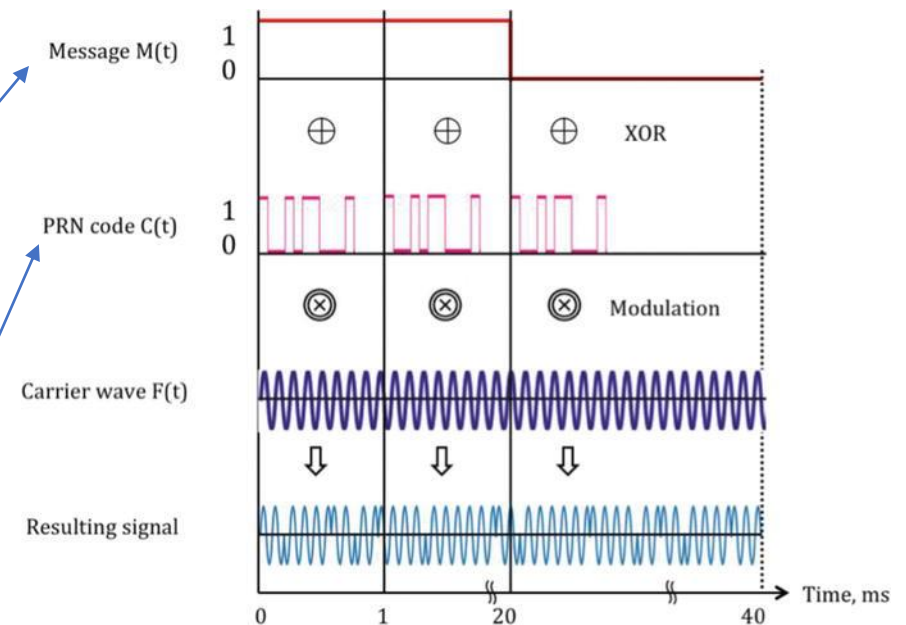 Message M(t)
1
0
XOR
PRN code C(t)
1
0
Modulation
Carrier wave F(t)
Resulting signal
Time, ms
0 1 20 40